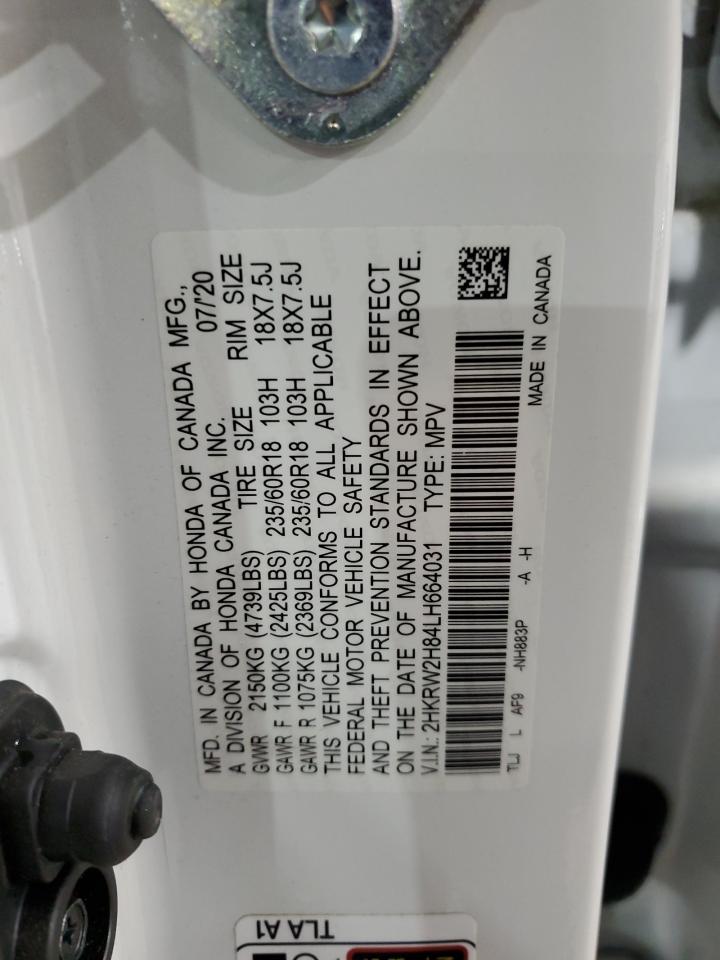 MFD. IN CANADA BY HONDA OF CANADA MFG.,
A DIVISION OF HONDA CANADA INC. 07/'20
GVWR 2150KG (4739LBS) TIRE SIZE RIM SIZE
GAWR F 1100KG (2425LBS) 235/60R18 103H 18X7.5J
GAWR R 1075KG (2369LBS) 235/60R18 103H 18X7.5J
THIS VEHICLE CONFORMS TO ALL APPLICABLE
FEDERAL MOTOR VEHICLE SAFETY
AND THEFT PREVENTION STANDARDS IN EFFECT
ON THE DATE OF MANUFACTURE SHOWN ABOVE.
V.I.N.: 2HKRW2H84LH664031 TYPE: MPV
TLJ L AF9 -NH883P -A -H
MADE IN CANADA
TLA A1